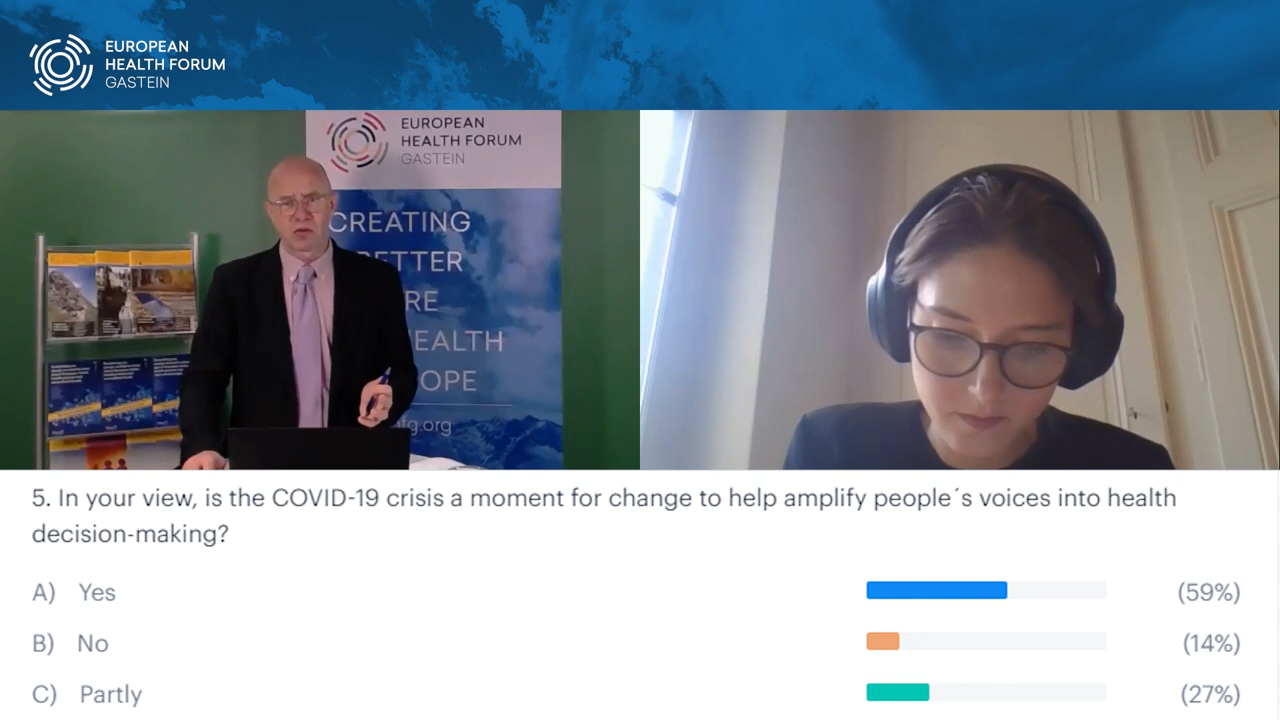 EUROPEAN
HEALTH FORUM
GASTEIN
EUROPEAN
HEALTH FORUM
GASTEIN
CREATING
ETTER
RE
EALTH
OPE
fg.org
5. In your view, is the COVID-19 crisis a moment for change to help amplify people´s voices into health
decision-making?
A) Yes (59%)
B) No (14%)
C) Partly (27%)